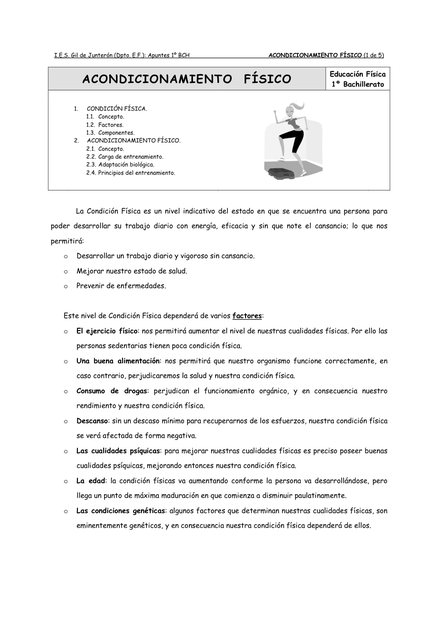 I.E.S. Gil de Junterón (Dpto. E.F.): Apuntes 1º BCH
ACONDICIONAMIENTO FÍSICO (1 de 5)
ACONDICIONAMIENTO FÍSICO
Educación Física
1º Bachillerato
1. CONDICIÓN FÍSICA.
1.1. Concepto.
1.2. Factores.
1.3. Componentes.
2. ACONDICIONAMIENTO FÍSICO.
2.1. Concepto.
2.2. Carga de entrenamiento.
2.3. Adaptación biológica.
2.4. Principios del entrenamiento.
La Condición Física es un nivel indicativo del estado en que se encuentra una persona para
poder desarrollar su trabajo diario con energía, eficacia y sin que note el cansancio; lo que nos
permitirá:
o Desarrollar un trabajo diario y vigoroso sin cansancio.
o Mejorar nuestro estado de salud.
o Prevenir de enfermedades.
Este nivel de Condición Física dependerá de varios factores:
o El ejercicio físico: nos permitirá aumentar el nivel de nuestras cualidades físicas. Por ello las
personas sedentarias tienen poca condición física.
o Una buena alimentación: nos permitirá que nuestro organismo funcione correctamente, en
caso contrario, perjudicaremos la salud y nuestra condición física.
o Consumo de drogas: perjudican el funcionamiento orgánico, y en consecuencia nuestro
rendimiento y nuestra condición física.
o Descanso: sin un descaso mínimo para recuperarnos de los esfuerzos, nuestra condición física
se verá afectada de forma negativa.
o Las cualidades psíquicas: para mejorar nuestras cualidades físicas es preciso poseer buenas
cualidades psíquicas, mejorando entonces nuestra condición física.
o La edad: la condición físicas va aumentando conforme la persona va desarrollándose, pero
llega un punto de máxima maduración en que comienza a disminuir paulatinamente.
o Las condiciones genéticas: algunos factores que determinan nuestras cualidades físicas, son
eminentemente genéticos, y en consecuencia nuestra condición física dependerá de ellos.